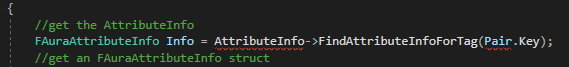 {
//get the AttributeInfo
FAuraAttributeInfo Info = AttributeInfo->FindAttributeInfoForTag(Pair.Key);
//get an FAuraAttributeInfo struct